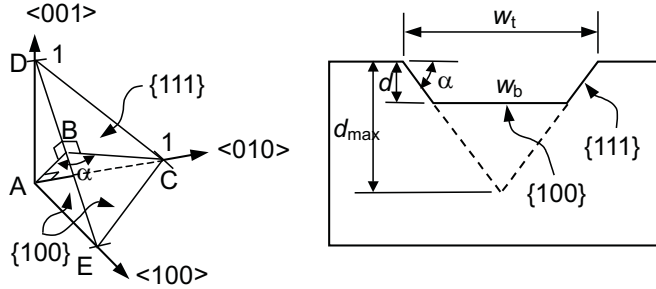 <001>
D
1
{111}
B
1
<010>
α
A
C
{100}
E
<100>
wt
d
α
wb
dmax
{111}
{100}